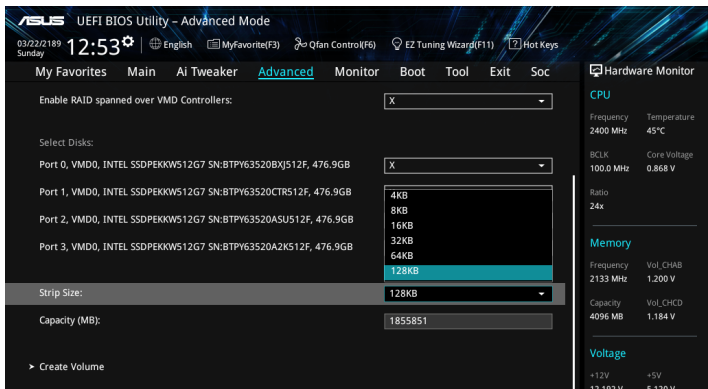 ASUS UEFI BIOS Utility – Advanced Mode
03/22/2189 Sunday 12:53 English MyFavorite(F3) Qfan Control(F6) EZ Tuning Wizard(F11) ? Hot Keys
My Favorites Main Ai Tweaker Advanced Monitor Boot Tool Exit Soc
Enable RAID spanned over VMD Controllers: X
Select Disks:
Port 0, VMD0, INTEL SSDPEKKW512G7 SN:BTPY63520BXJ512F, 476.9GB X
Port 1, VMD0, INTEL SSDPEKKW512G7 SN:BTPY63520CTR512F, 476.9GB
Port 2, VMD0, INTEL SSDPEKKW512G7 SN:BTPY63520ASU512F, 476.9GB
Port 3, VMD0, INTEL SSDPEKKW512G7 SN:BTPY63520A2K512F, 476.9GB
4KB
8KB
16KB
32KB
64KB
128KB
Strip Size: 128KB
Capacity (MB): 1855851
> Create Volume
Hardware Monitor
CPU
Frequency Temperature
2400 MHz 45°C
BCLK Core Voltage
100.0 MHz 0.868 V
Ratio
24x
Memory
Frequency Vol_CHAB
2133 MHz 1.200 V
Capacity Vol_CHCD
4096 MB 1.184 V
Voltage
+12V +5V
12.192 V 5.120 V